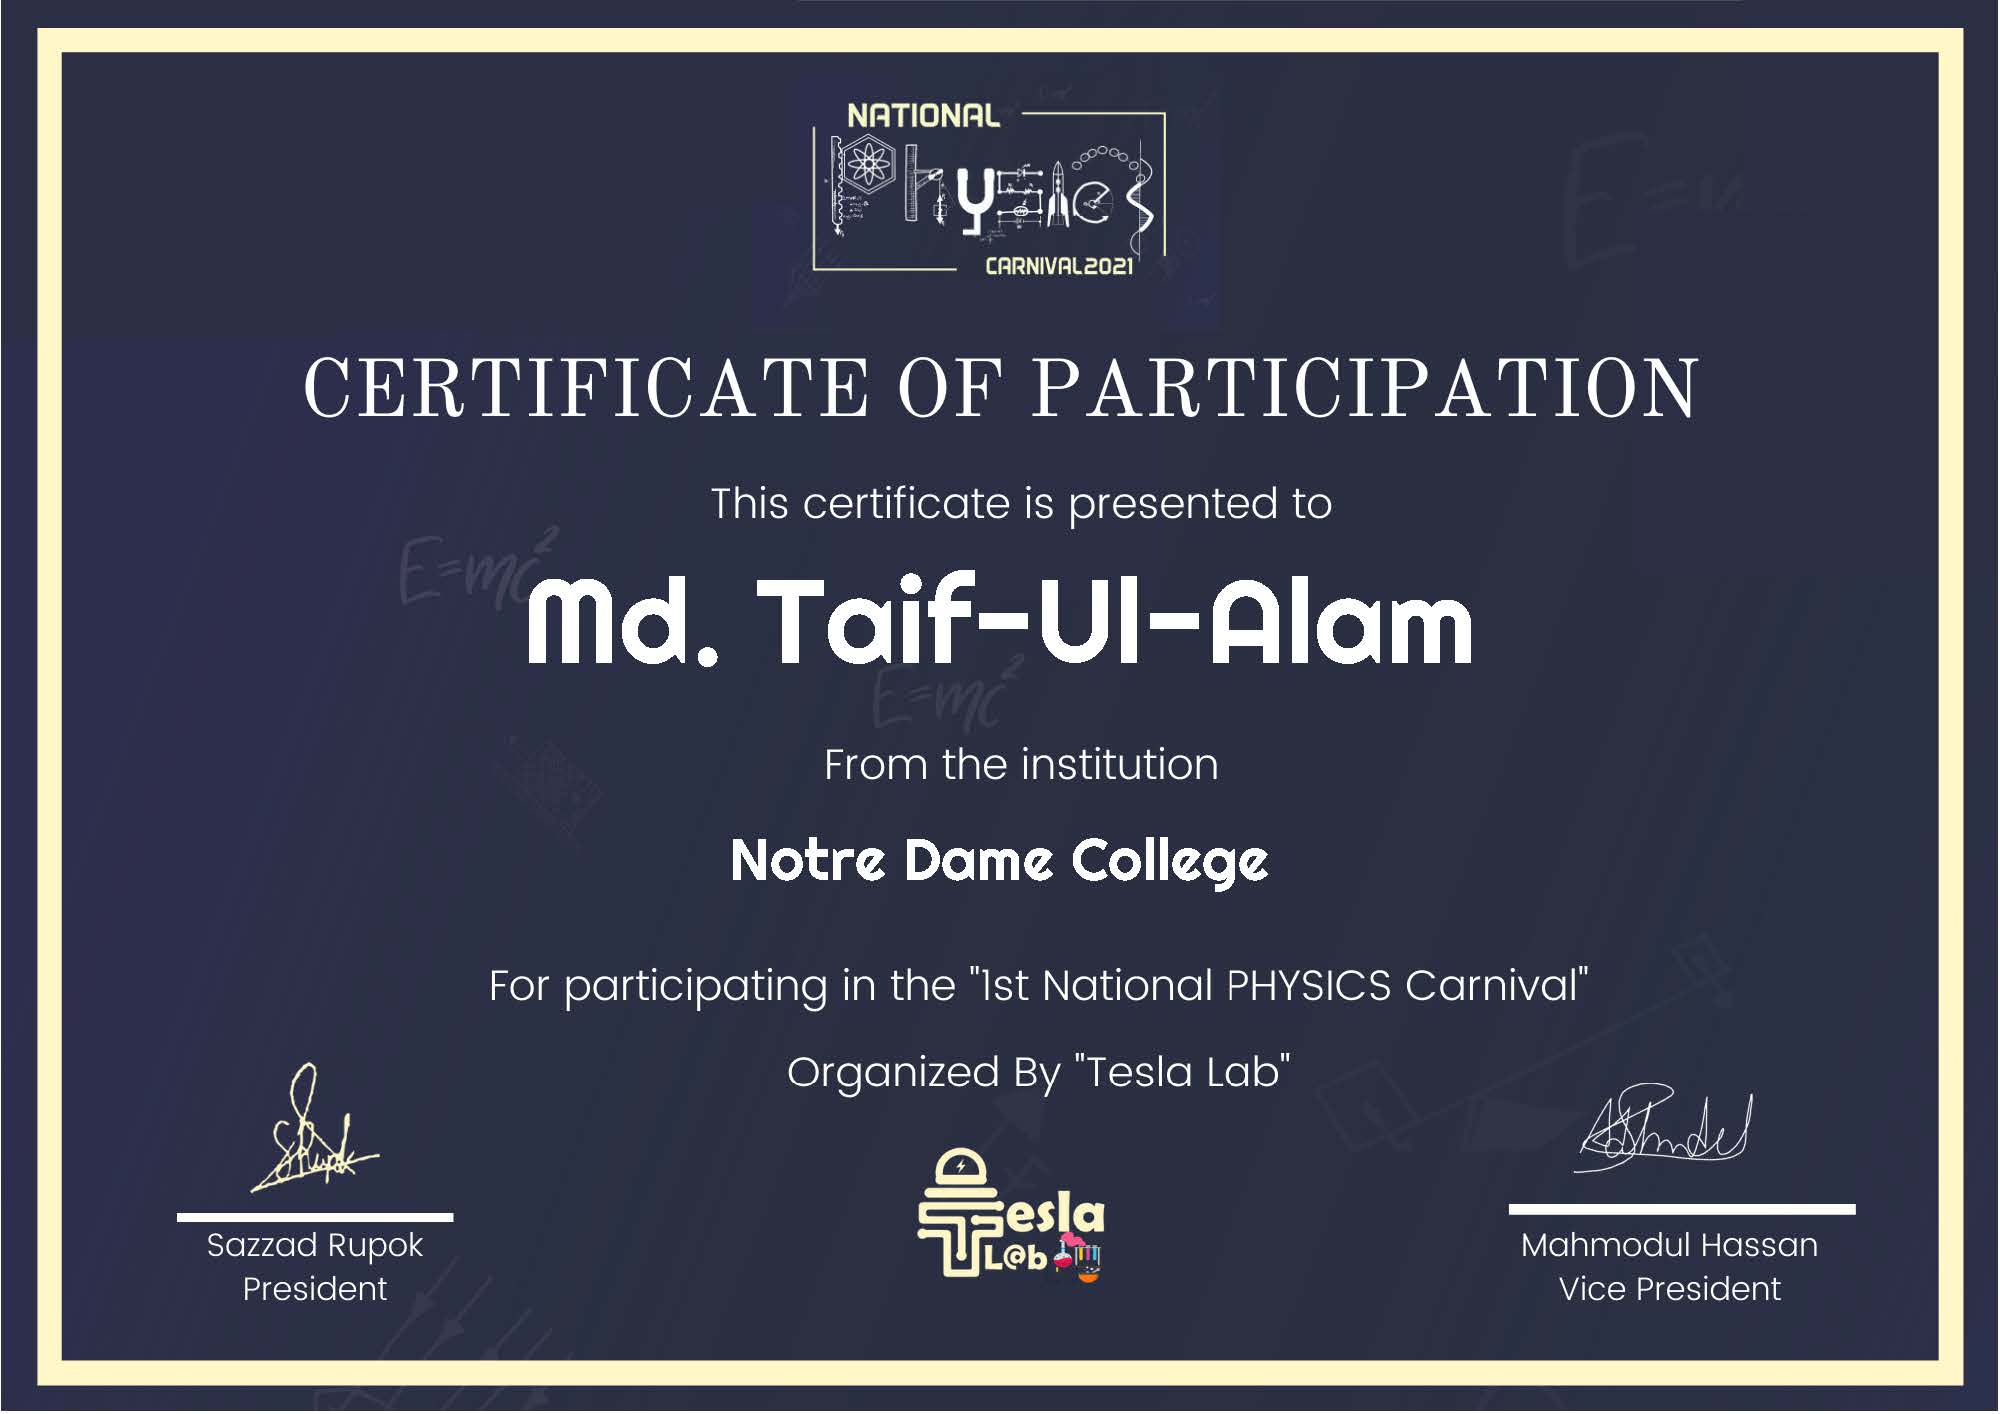 NATIONAL
Physics
CARNIVAL2021
E=m
CERTIFICATE OF PARTICIPATION
This certificate is presented to
E=mc²
Md. Taif-Ul-Alam
E=mc²
From the institution
Notre Dame College
For participating in the "1st National PHYSICS Carnival"
Organized By "Tesla Lab"
Tesla
L@b
Sazzad Rupok
President
Mahmodul Hassan
Vice President